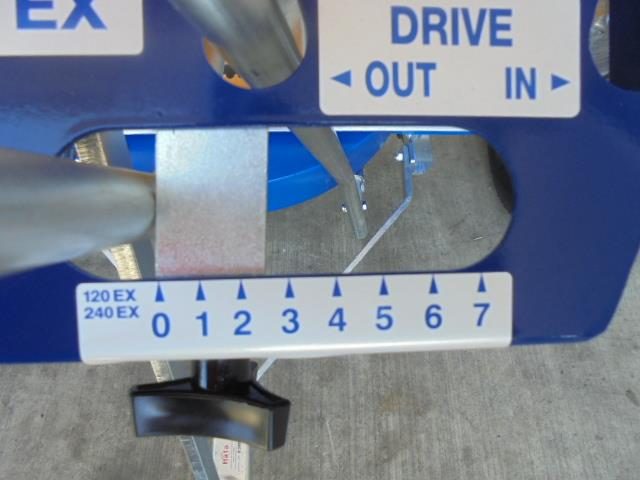 EX
DRIVE
◄ OUT IN ►
120 EX
240 EX
0 1 2 3 4 5 6 7